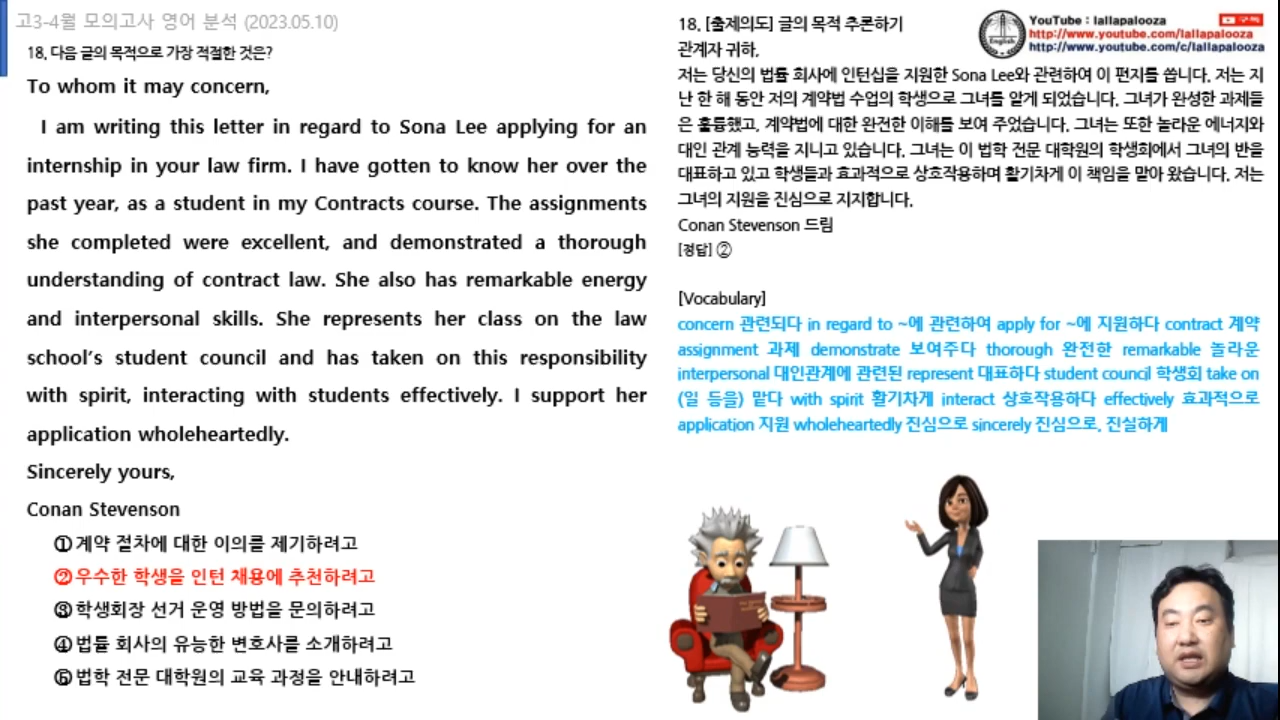 고3-4월 모의고사 영어 분석 (2023.05.10)
18. 다음 글의 목적으로 가장 적절한 것은?
To whom it may concern,
I am writing this letter in regard to Sona Lee applying for an
internship in your law firm. I have gotten to know her over the
past year, as a student in my Contracts course. The assignments
she completed were excellent, and demonstrated a thorough
understanding of contract law. She also has remarkable energy
and interpersonal skills. She represents her class on the law
school's student council and has taken on this responsibility
with spirit, interacting with students effectively. I support her
application wholeheartedly.
Sincerely yours,
Conan Stevenson
① 계약 절차에 대한 이의를 제기하려고
② 우수한 학생을 인턴 채용에 추천하려고
③ 학생회장 선거 운영 방법을 문의하려고
④ 법률 회사의 유능한 변호사를 소개하려고
⑤ 법학 전문 대학원의 교육 과정을 안내하려고
18. [출제의도] 글의 목적 추론하기
관계자 귀하,
저는 당신의 법률 회사에 인턴십을 지원한 Sona Lee와 관련하여 이 편지를 씁니다. 저는 지
난 한 해 동안 저의 계약법 수업의 학생으로 그녀를 알게 되었습니다. 그녀가 완성한 과제들
은 훌륭했고, 계약법에 대한 완전한 이해를 보여 주었습니다. 그녀는 또한 놀라운 에너지와
대인 관계 능력을 지니고 있습니다. 그녀는 이 법학 전문 대학원의 학생회에서 그녀의 반을
대표하고 있고 학생들과 효과적으로 상호작용하며 활기차게 이 책임을 맡아 왔습니다. 저는
그녀의 지원을 진심으로 지지합니다.
Conan Stevenson 드림
[정답] ②
[Vocabulary]
concern 관련되다 in regard to ~에 관련하여 apply for ~에 지원하다 contract 계약
assignment 과제 demonstrate 보여주다 thorough 완전한 remarkable 놀라운
interpersonal 대인관계에 관련된 represent 대표하다 student council 학생회 take on
(일 등을) 맡다 with spirit 활기차게 interact 상호작용하다 effectively 효과적으로
application 지원 wholeheartedly 진심으로 sincerely 진심으로, 진실하게
YouTube : lallapalooza
구독
http://www.youtube.com/lallapalooza
http://www.youtube.com/c/lallapalooza
English